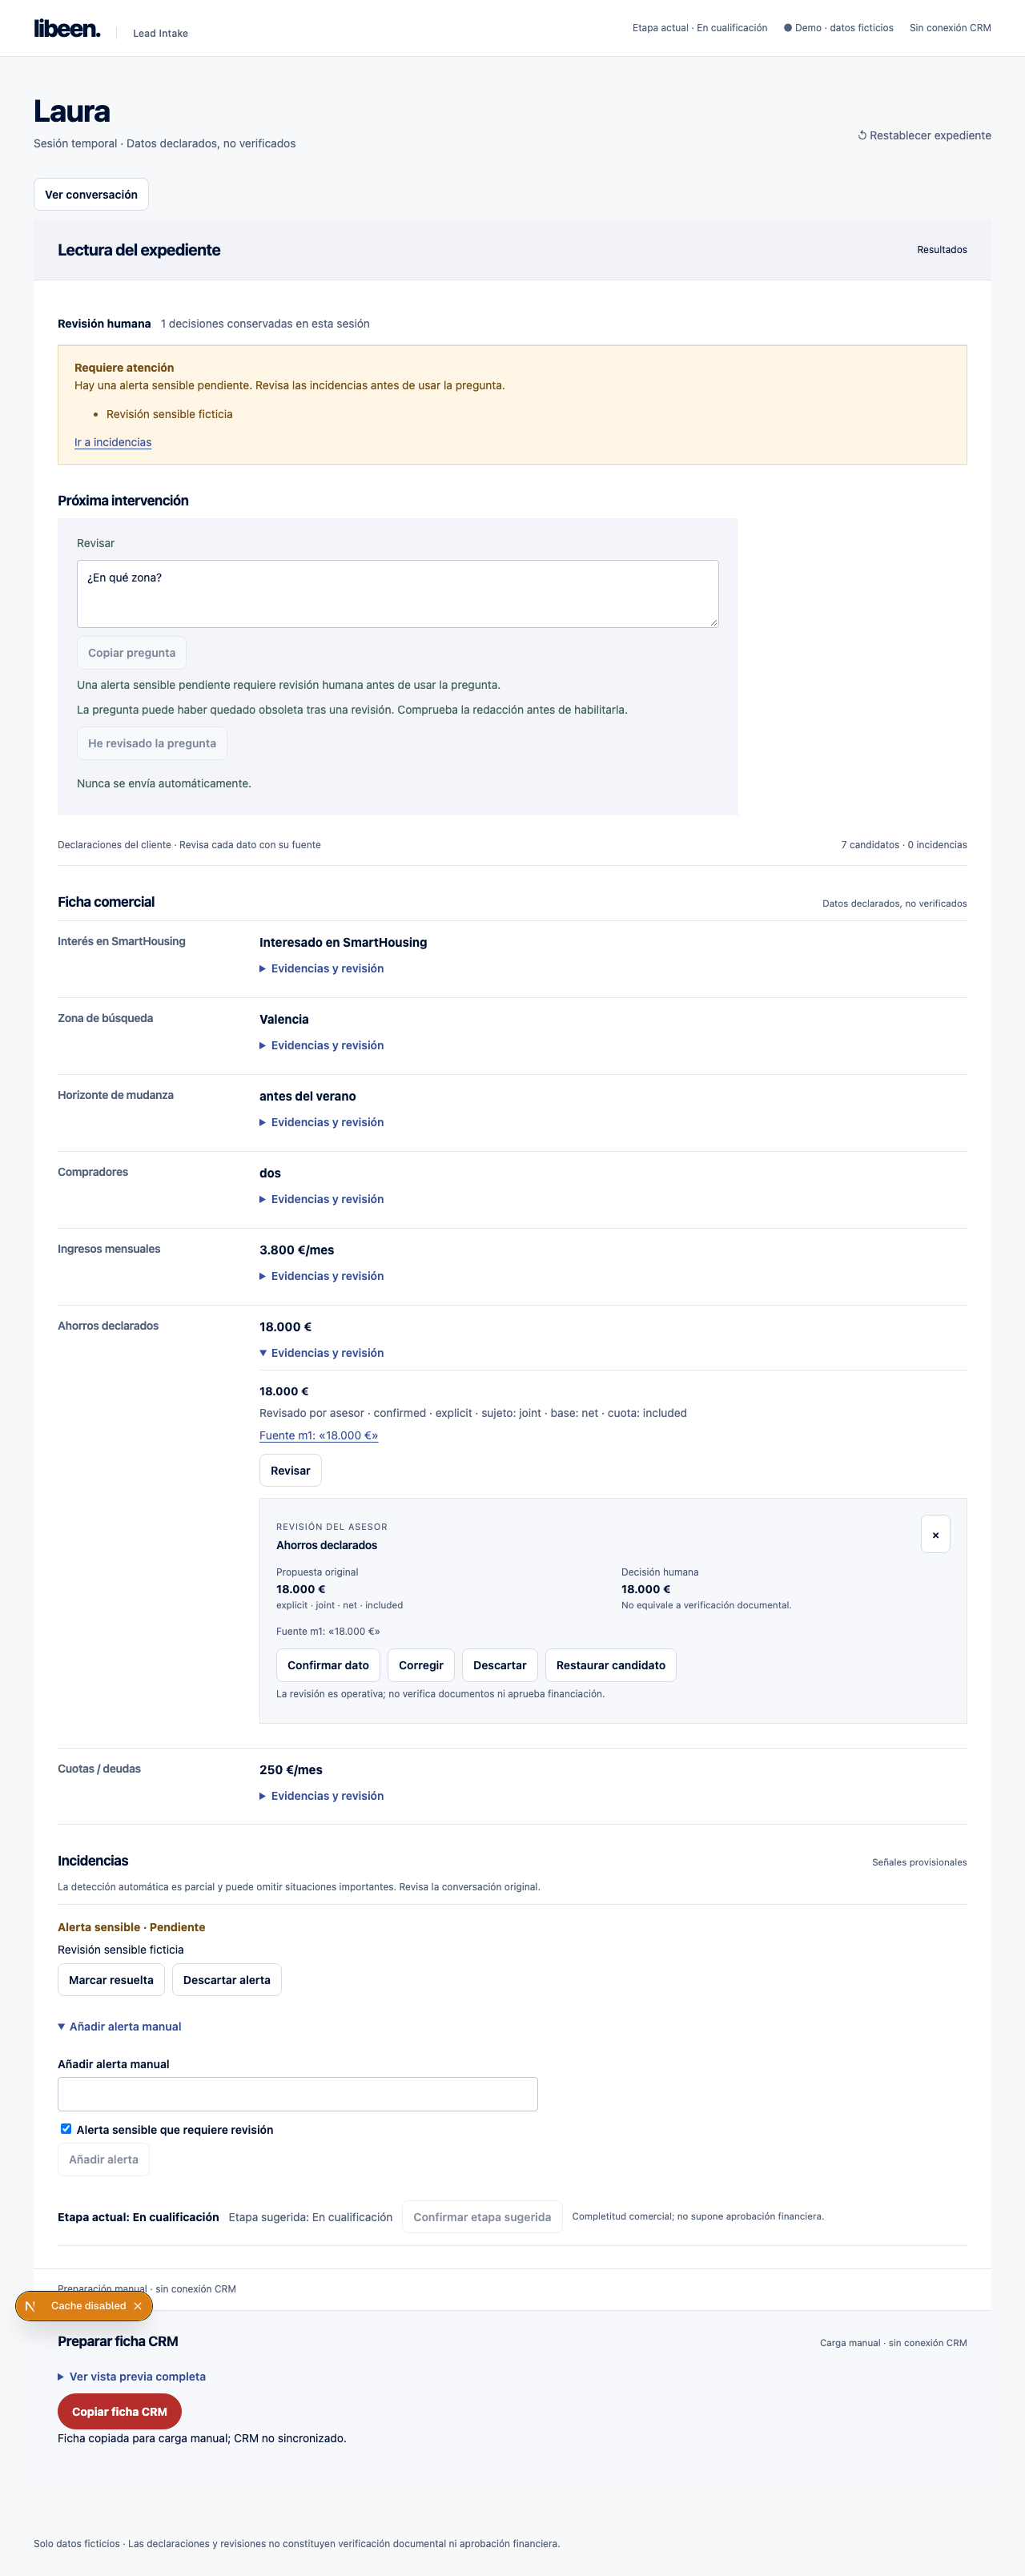 libeen.
Lead Intake
Etapa actual · En cualificación
● Demo · datos ficticios
Sin conexión CRM
Laura
Sesión temporal · Datos declarados, no verificados
↺ Restablecer expediente
Ver conversación
Lectura del expediente
Resultados
Revisión humana 1 decisiones conservadas en esta sesión
Requiere atención
Hay una alerta sensible pendiente. Revisa las incidencias antes de usar la pregunta.
• Revisión sensible ficticia
Ir a incidencias
Próxima intervención
Revisar
¿En qué zona?
Copiar pregunta
Una alerta sensible pendiente requiere revisión humana antes de usar la pregunta.
La pregunta puede haber quedado obsoleta tras una revisión. Comprueba la redacción antes de habilitarla.
He revisado la pregunta
Nunca se envía automáticamente.
Declaraciones del cliente · Revisa cada dato con su fuente
7 candidatos · 0 incidencias
Ficha comercial
Datos declarados, no verificados
Interés en SmartHousing
Interesado en SmartHousing
▶ Evidencias y revisión
Zona de búsqueda
Valencia
▶ Evidencias y revisión
Horizonte de mudanza
antes del verano
▶ Evidencias y revisión
Compradores
dos
▶ Evidencias y revisión
Ingresos mensuales
3.800 €/mes
▶ Evidencias y revisión
Ahorros declarados
18.000 €
▼ Evidencias y revisión
18.000 €
Revisado por asesor · confirmed · explicit · sujeto: joint · base: net · cuota: included
Fuente m1: «18.000 €»
Revisar
REVISIÓN DEL ASESOR
Ahorros declarados
×
Propuesta original
18.000 €
explicit · joint · net · included
Decisión humana
18.000 €
No equivale a verificación documental.
Fuente m1: «18.000 €»
Confirmar dato
Corregir
Descartar
Restaurar candidato
La revisión es operativa; no verifica documentos ni aprueba financiación.
Cuotas / deudas
250 €/mes
▶ Evidencias y revisión
Incidencias
Señales provisionales
La detección automática es parcial y puede omitir situaciones importantes. Revisa la conversación original.
Alerta sensible · Pendiente
Revisión sensible ficticia
Marcar resuelta
Descartar alerta
▼ Añadir alerta manual
Añadir alerta manual
Alerta sensible que requiere revisión
Añadir alerta
Etapa actual: En cualificación
Etapa sugerida: En cualificación
Confirmar etapa sugerida
Completitud comercial; no supone aprobación financiera.
Preparación manual · sin conexión CRM
N Cache disabled ×
Preparar ficha CRM
Carga manual · sin conexión CRM
▶ Ver vista previa completa
Copiar ficha CRM
Ficha copiada para carga manual; CRM no sincronizado.
Solo datos ficticios · Las declaraciones y revisiones no constituyen verificación documental ni aprobación financiera.